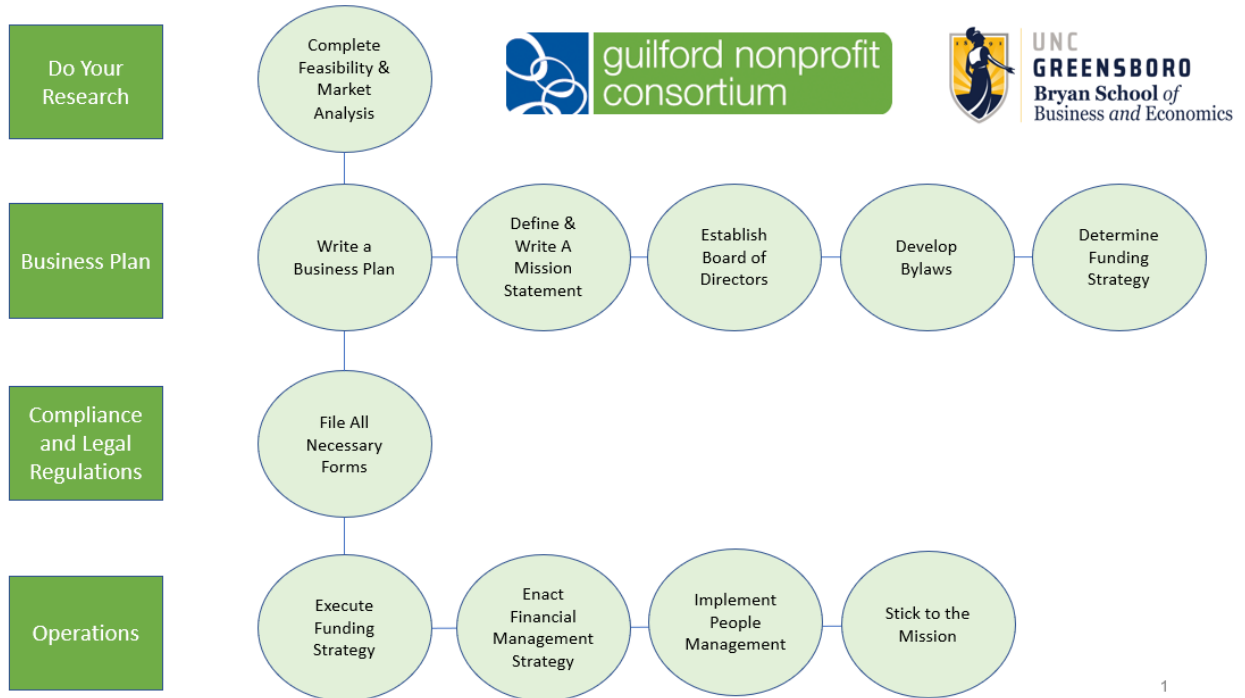 Do Your
Research
Complete
Feasibility &
Market
Analysis
guilford nonprofit
consortium
UNC
GREENSBORO
Bryan School of
Business and Economics
Business Plan
Write a
Business Plan
Define &
Write A
Mission
Statement
Establish
Board of
Directors
Develop
Bylaws
Determine
Funding
Strategy
Compliance
and Legal
Regulations
File All
Necessary
Forms
Operations
Execute
Funding
Strategy
Enact
Financial
Management
Strategy
Implement
People
Management
Stick to the
Mission
1